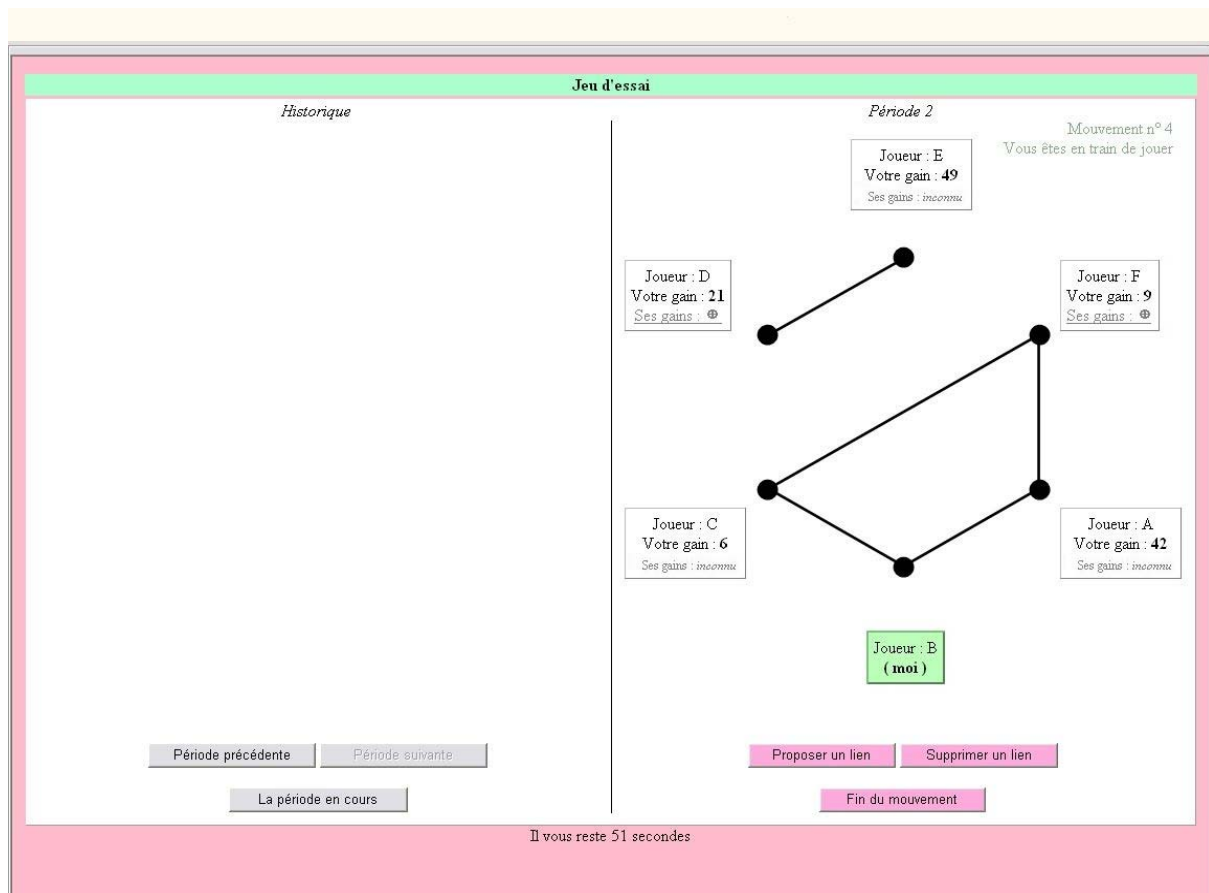 Jeu d'essai
Historique
Période 2
Mouvement n° 4
Vous êtes en train de jouer
Joueur : E
Votre gain : 49
Ses gains : inconnu
Joueur : D
Votre gain : 21
Ses gains :
Joueur : F
Votre gain : 9
Ses gains :
Joueur : C
Votre gain : 6
Ses gains : inconnu
Joueur : A
Votre gain : 42
Ses gains : inconnu
Joueur : B
( moi )
Période précédente
Période suivante
Proposer un lien
Supprimer un lien
La période en cours
Fin du mouvement
Il vous reste 51 secondes